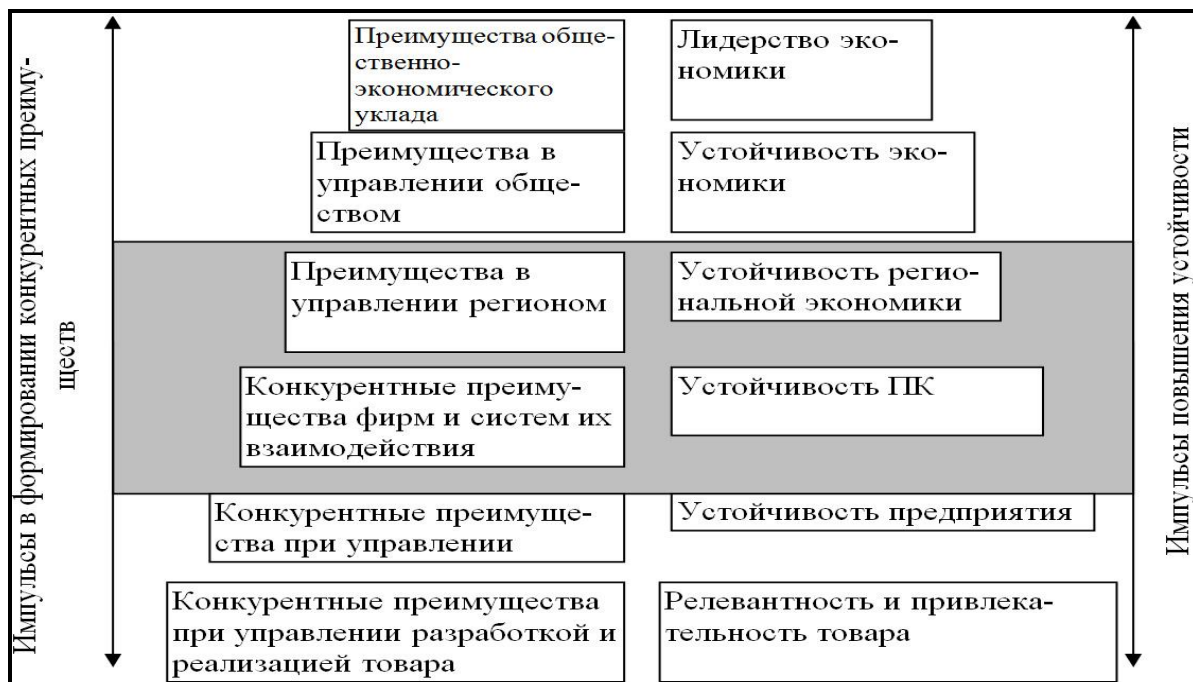 Импульсы в формировании конкурентных преиму-
ществ
Преимущества обще-
ственно-
экономического
уклада
Лидерство эко-
номики
Преимущества в
управлении обще-
ством
Устойчивость эко-
номики
Преимущества в
управлении регионом
Устойчивость регио-
нальной экономики
Конкурентные преиму-
щества фирм и систем их
взаимодействия
Устойчивость ПК
Конкурентные преимуще-
ства при управлении
Устойчивость предприятия
Конкурентные преимущества
при управлении разработкой и
реализацией товара
Релевантность и привлека-
тельность товара
Импульсы повышения устойчивости